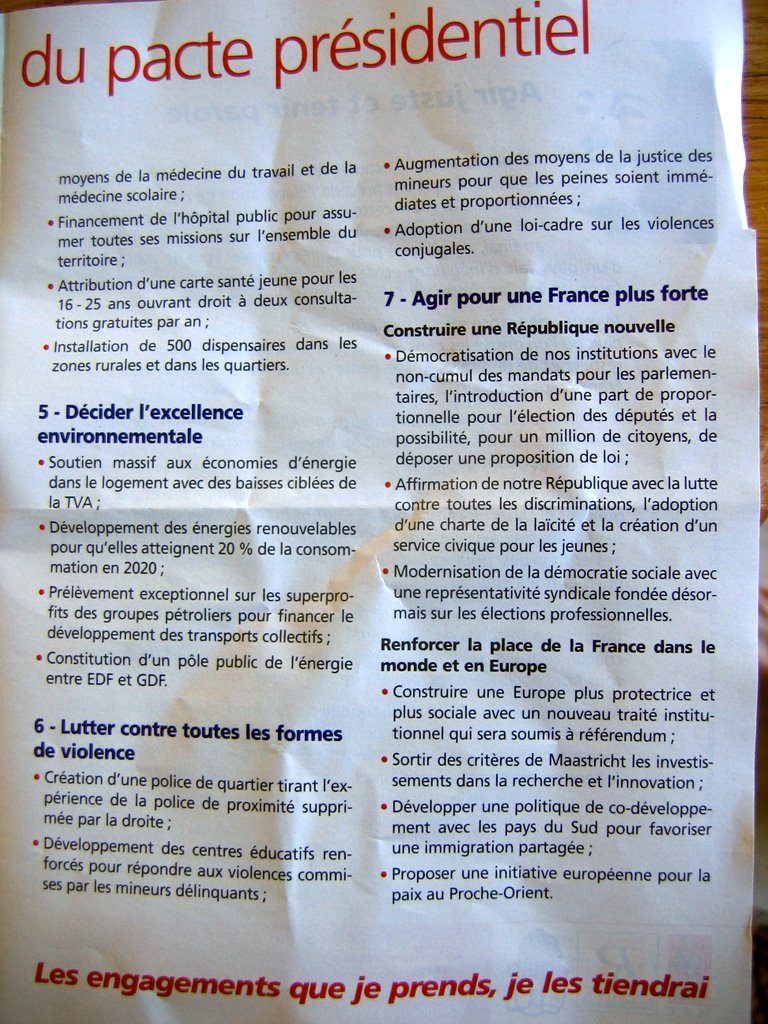 du pacte présidentiel
moyens de la médecine du travail et de la
médecine scolaire ;
• Financement de l'hôpital public pour assu-
mer toutes ses missions sur l'ensemble du
territoire ;
• Attribution d'une carte santé jeune pour les
16 - 25 ans ouvrant droit à deux consulta-
tions gratuites par an ;
• Installation de 500 dispensaires dans les
zones rurales et dans les quartiers.
5 - Décider l'excellence
environnementale
• Soutien massif aux économies d'énergie
dans le logement avec des baisses ciblées de
la TVA ;
• Développement des énergies renouvelables
pour qu'elles atteignent 20 % de la consom-
mation en 2020 ;
• Prélèvement exceptionnel sur les superpro-
fits des groupes pétroliers pour financer le
développement des transports collectifs ;
• Constitution d'un pôle public de l'énergie
entre EDF et GDF.
6 - Lutter contre toutes les formes
de violence
• Création d'une police de quartier tirant l'ex-
périence de la police de proximité suppri-
mée par la droite ;
• Développement des centres éducatifs ren-
forcés pour répondre aux violences commi-
ses par les mineurs délinquants ;
• Augmentation des moyens de la justice des
mineurs pour que les peines soient immé-
diates et proportionnées ;
• Adoption d'une loi-cadre sur les violences
conjugales.
7 - Agir pour une France plus forte
Construire une République nouvelle
• Démocratisation de nos institutions avec le
non-cumul des mandats pour les parlemen-
taires, l'introduction d'une part de propor-
tionnelle pour l'élection des députés et la
possibilité, pour un million de citoyens, de
déposer une proposition de loi ;
• Affirmation de notre République avec la lutte
contre toutes les discriminations, l'adoption
d'une charte de la laïcité et la création d'un
service civique pour les jeunes ;
• Modernisation de la démocratie sociale avec
une représentativité syndicale fondée désor-
mais sur les élections professionnelles.
Renforcer la place de la France dans le
monde et en Europe
• Construire une Europe plus protectrice et
plus sociale avec un nouveau traité institu-
tionnel qui sera soumis à référendum ;
• Sortir des critères de Maastricht les investis-
sements dans la recherche et l'innovation ;
• Développer une politique de co-développe-
ment avec les pays du Sud pour favoriser
une immigration partagée ;
• Proposer une initiative européenne pour la
paix au Proche-Orient.
Les engagements que je prends, je les tiendrai